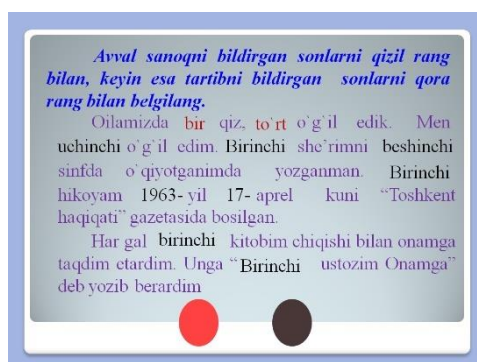 Avval sanoqni bildirgan sonlarni qizil rang
bilan, keyin esa tartibni bildirgan sonlarni qora
rang bilan belgilang.
Oilamizda bir qiz, to`rt o`g`il edik. Men
uchinchi o`g`il edim. Birinchi she’rimni beshinchi
sinfda o`qiyotganimda yozganman. Birinchi
hikoyam 1963- yil 17- aprel kuni “Toshkent
haqiqati” gazetasida bosilgan.
Har gal birinchi kitobim chiqishi bilan onamga
taqdim etardim. Unga “Birinchi ustozim Onamga”
deb yozib berardim